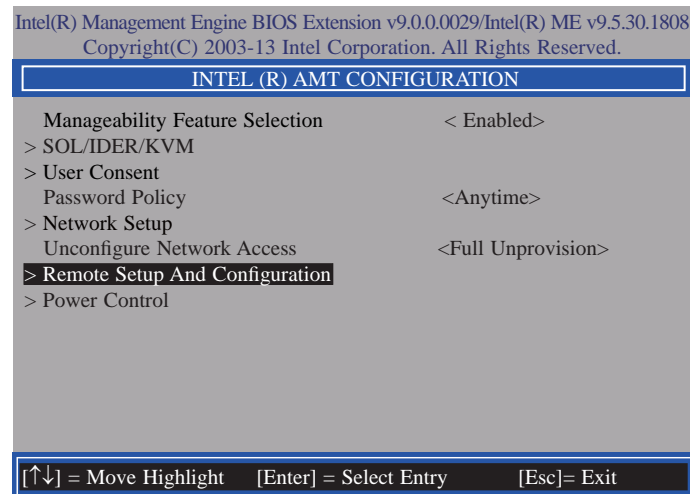 Intel(R) Management Engine BIOS Extension v9.0.0.0029/Intel(R) ME v9.5.30.1808
Copyright(C) 2003-13 Intel Corporation. All Rights Reserved.
INTEL (R) AMT CONFIGURATION
Manageability Feature Selection < Enabled>
> SOL/IDER/KVM
> User Consent
Password Policy <Anytime>
> Network Setup
Unconfigure Network Access <Full Unprovision>
> Remote Setup And Configuration
> Power Control
[↑↓] = Move Highlight [Enter] = Select Entry [Esc]= Exit